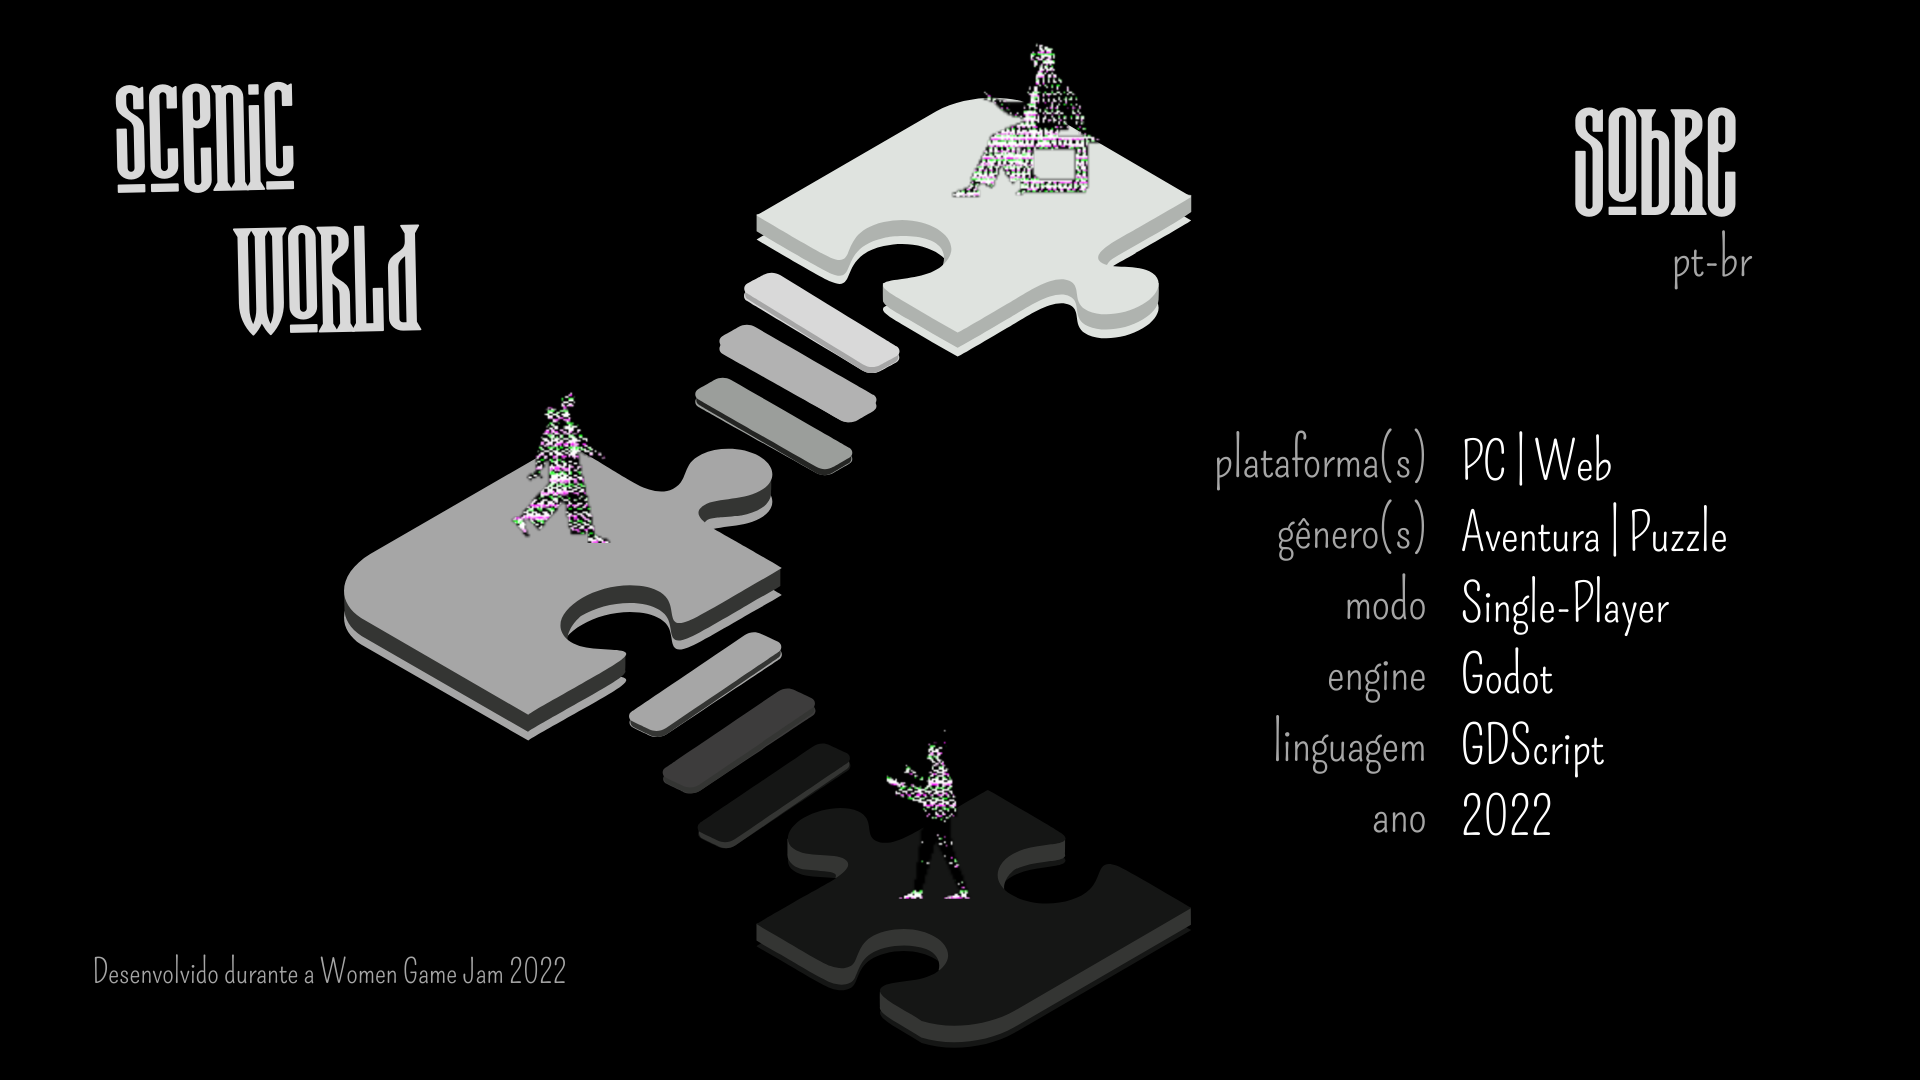 Scenic
World
Sobre
pt-br
plataforma(s) PC | Web
gênero(s) Aventura | Puzzle
modo Single-Player
engine Godot
linguagem GDScript
ano 2022
Desenvolvido durante a Women Game Jam 2022